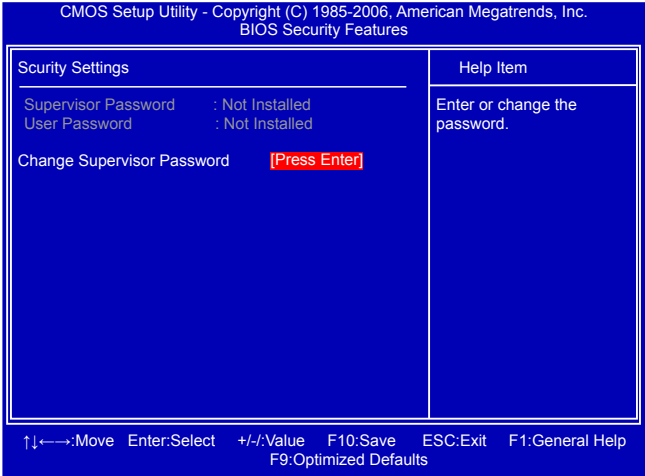 CMOS Setup Utility - Copyright (C) 1985-2006, American Megatrends, Inc.
BIOS Security Features
Scurity Settings
Help Item
Supervisor Password : Not Installed
User Password : Not Installed
Enter or change the
password.
Change Supervisor Password [Press Enter]
↑↓←→:Move Enter:Select +/-/:Value F10:Save ESC:Exit F1:General Help
F9:Optimized Defaults